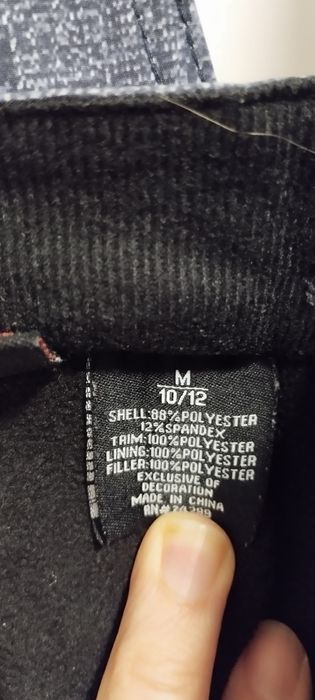 M
10/12
SHELL:88%POLYESTER
12%SPANDEX
TRIM:100%POLYESTER
LINING:100%POLYESTER
FILLER:100%POLYESTER
EXCLUSIVE OF
DECORATION
MADE IN CHINA